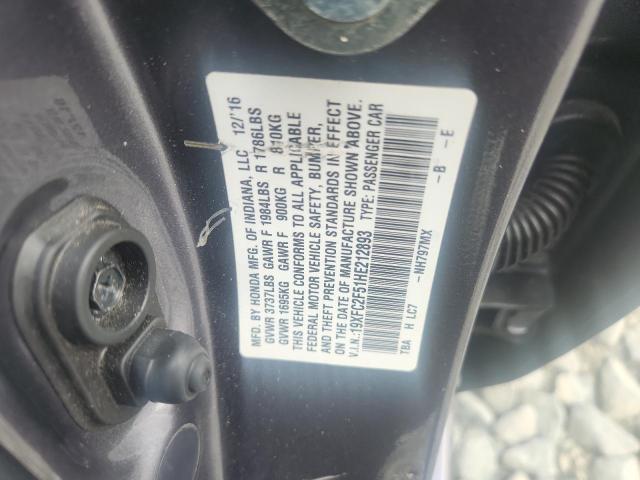 MFD. BY HONDA MFG. OF INDIANA, LLC 12/'16
GVWR 3737LBS GAWR F 1984LBS R 1786LBS
GVWR 1695KG GAWR F 900KG R 810KG
THIS VEHICLE CONFORMS TO ALL APPLICABLE
FEDERAL MOTOR VEHICLE SAFETY, BUMPER,
AND THEFT PREVENTION STANDARDS IN EFFECT
ON THE DATE OF MANUFACTURE SHOWN ABOVE.
V.I.N.:19XFC2F51HE212893 TYPE: PASSENGER CAR
TBA H LC7 -NH797MX -B -E